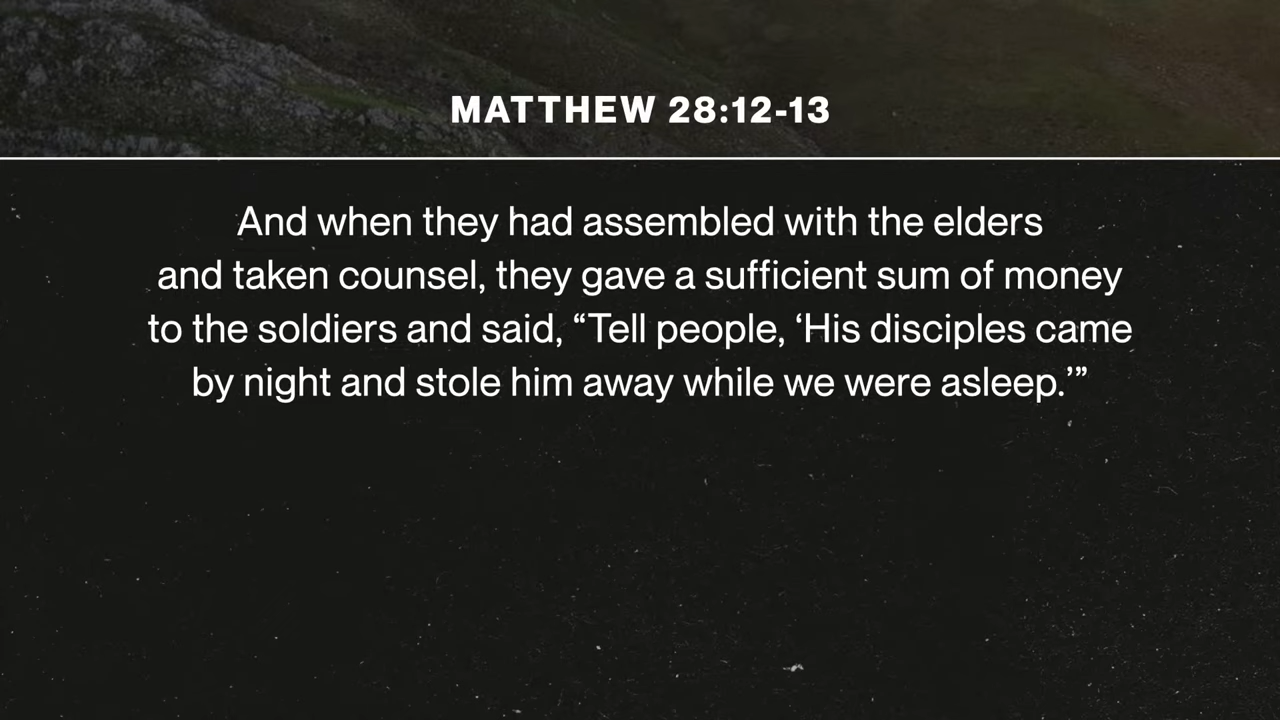 MATTHEW 28:12-13
And when they had assembled with the elders
and taken counsel, they gave a sufficient sum of money
to the soldiers and said, “Tell people, ‘His disciples came
by night and stole him away while we were asleep.’”